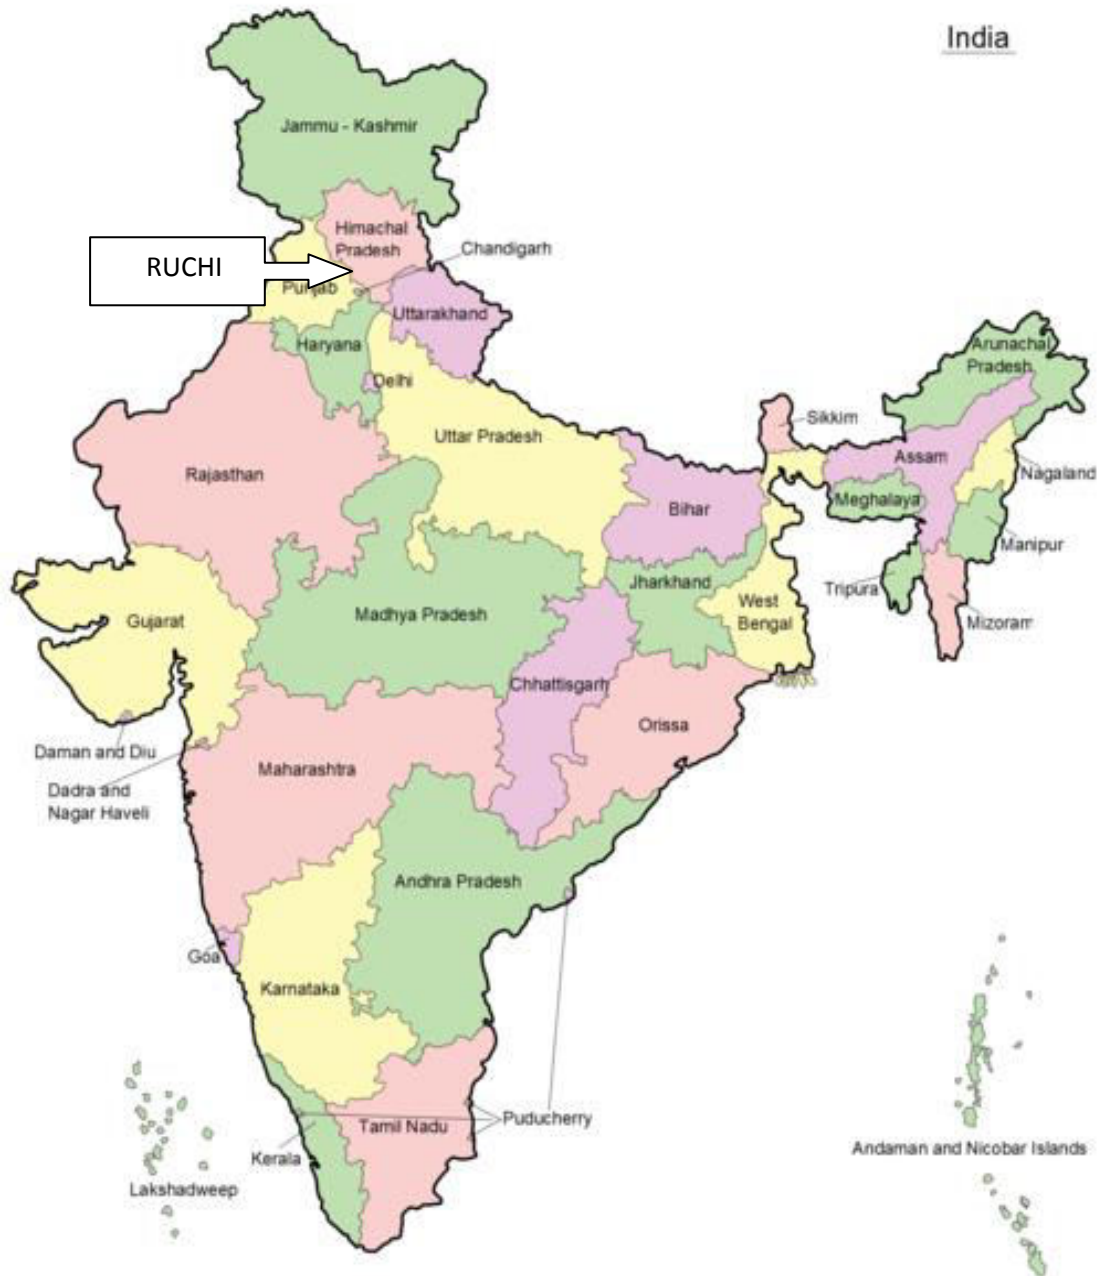 India
Jammu - Kashmir
Himachal
Pradesh
Chandigarh
RUCHI
Punjab
Uttarakhand
Haryana
Delhi
Arunachal
Pradesh
Sikkim
Uttar Pradesh
Assam
Rajasthan
Nagaland
Bihar
Meghalaya
Manipur
Jharkhand
Tripura
West
Bengal
Madhya Pradesh
Gujarat
Mizoram
Chhattisgarh
Orissa
Daman and Diu
Maharashtra
Dadra and
Nagar Haveli
Andhra Pradesh
Goa
Karnataka
Puducherry
Tamil Nadu
Kerala
Andaman and Nicobar Islands
Lakshadweep